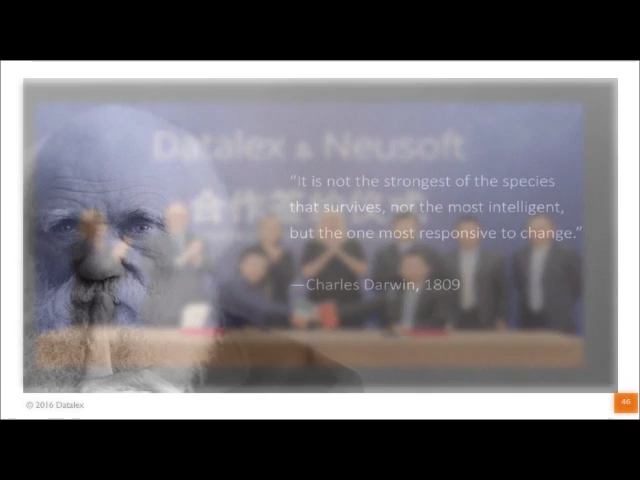 Datalex & Neusoft
“It is not the strongest of the species
that survives, nor the most intelligent,
but the one most responsive to change.”
—Charles Darwin, 1809
© 2016 Datalex
46